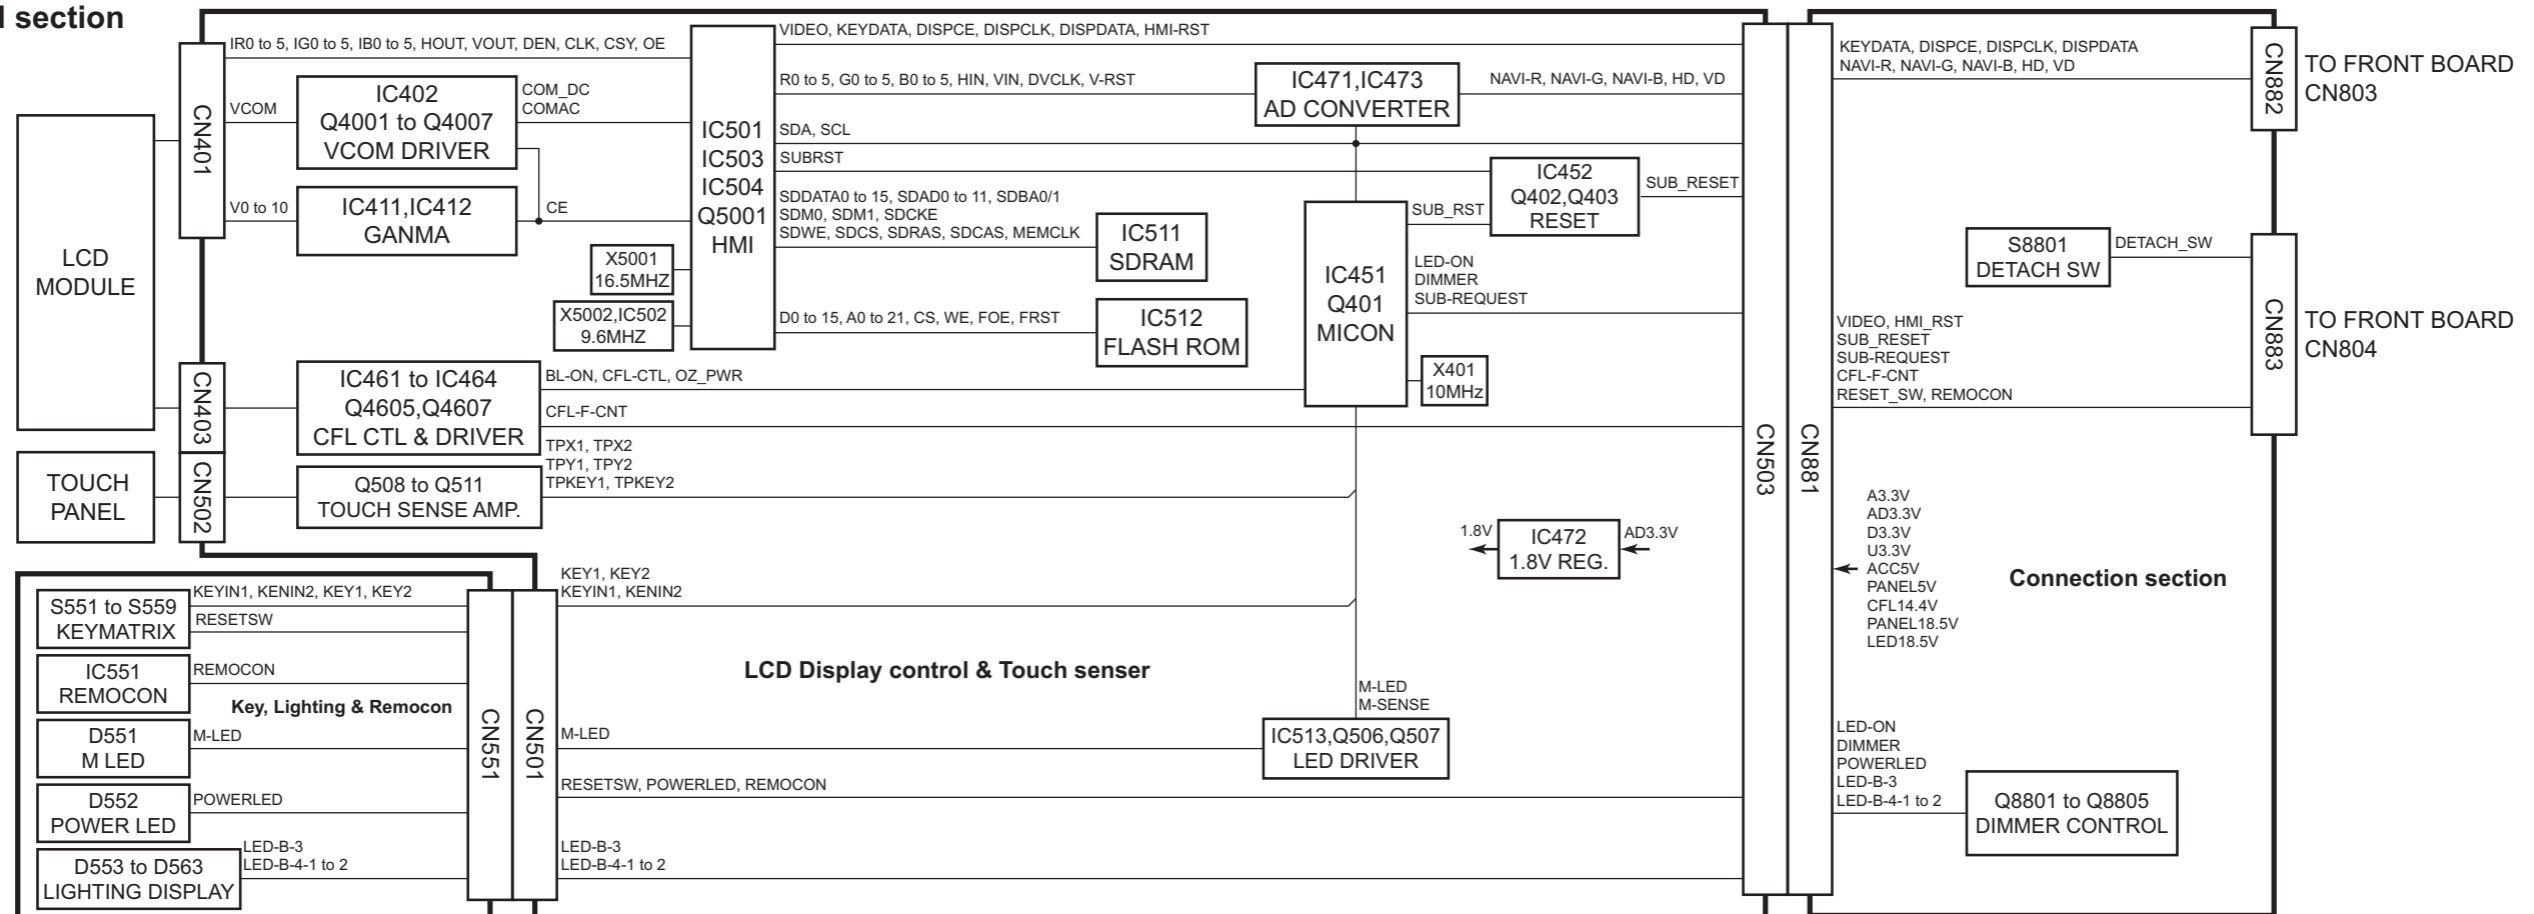 section
IR0 to 5, IG0 to 5, IB0 to 5, HOUT, VOUT, DEN, CLK, CSY, OE
CN401
VCOM
IC402
Q4001 to Q4007
VCOM DRIVER
COM_DC
COMAC
V0 to 10
IC411,IC412
GANMA
CE
LCD
MODULE
X5001
16.5MHZ
X5002,IC502
9.6MHZ
IC501
IC503
IC504
Q5001
HMI
VIDEO, KEYDATA, DISPCE, DISPCLK, DISPDATA, HMI-RST
R0 to 5, G0 to 5, B0 to 5, HIN, VIN, DVCLK, V-RST
IC471,IC473
AD CONVERTER
NAVI-R, NAVI-G, NAVI-B, HD, VD
SDA, SCL
SUBRST
SDDATA0 to 15, SDAD0 to 11, SDBA0/1
SDM0, SDM1, SDCKE
SDWE, SDCS, SDRAS, SDCAS, MEMCLK
IC511
SDRAM
D0 to 15, A0 to 21, CS, WE, FOE, FRST
IC512
FLASH ROM
IC451
Q401
MICON
SUB_RST
IC452
Q402,Q403
RESET
SUB_RESET
LED-ON
DIMMER
SUB-REQUEST
X401
10MHz
CN403
IC461 to IC464
Q4605,Q4607
CFL CTL & DRIVER
BL-ON, CFL-CTL, OZ_PWR
CFL-F-CNT
TOUCH
PANEL
CN502
Q508 to Q511
TOUCH SENSE AMP.
TPX1, TPX2
TPY1, TPY2
TPKEY1, TPKEY2
1.8V
IC472
1.8V REG.
AD3.3V
CN503
CN881
KEYDATA, DISPCE, DISPCLK, DISPDATA
NAVI-R, NAVI-G, NAVI-B, HD, VD
CN882
TO FRONT BOARD
CN803
S8801
DETACH SW
DETACH_SW
CN883
TO FRONT BOARD
CN804
VIDEO, HMI_RST
SUB_RESET
SUB-REQUEST
CFL-F-CNT
RESET_SW, REMOCON
A3.3V
AD3.3V
D3.3V
U3.3V
ACC5V
PANEL5V
CFL14.4V
PANEL18.5V
LED18.5V
Connection section
LED-ON
DIMMER
POWERLED
LED-B-3
LED-B-4-1 to 2
Q8801 to Q8805
DIMMER CONTROL
S551 to S559
KEYMATRIX
KEYIN1, KENIN2, KEY1, KEY2
RESETSW
IC551
REMOCON
REMOCON
Key, Lighting & Remocon
D551
M LED
M-LED
D552
POWER LED
POWERLED
D553 to D563
LIGHTING DISPLAY
LED-B-3
LED-B-4-1 to 2
CN551
CN501
KEY1, KEY2
KEYIN1, KENIN2
LCD Display control & Touch senser
M-LED
M-SENSE
M-LED
IC513,Q506,Q507
LED DRIVER
RESETSW, POWERLED, REMOCON
LED-B-3
LED-B-4-1 to 2